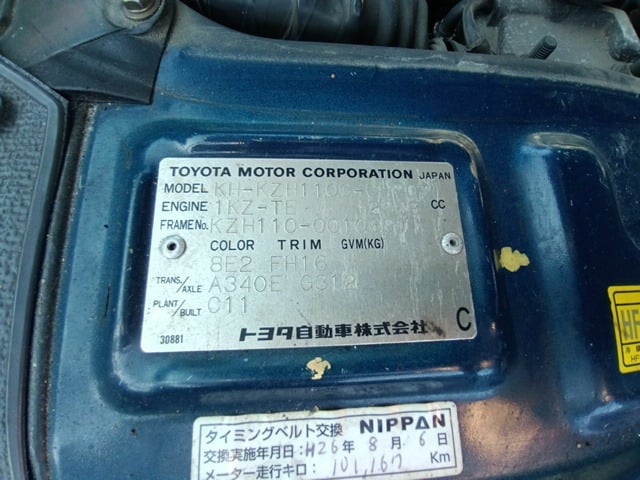 TOYOTA MOTOR CORPORATION JAPAN
MODEL
ENGINE 1KZ-TE CC
FRAME No.
COLOR TRIM GVM(KG)
8E2 FH16
TRANS/AXLE A340E
PLANT/BUILT C11
トヨタ自動車株式会社 C
30881
タイミングベルト交換 NIPPAN
交換実施年月日:H26年 8月 6日
メーター走行キロ: 101,167 Km
HF